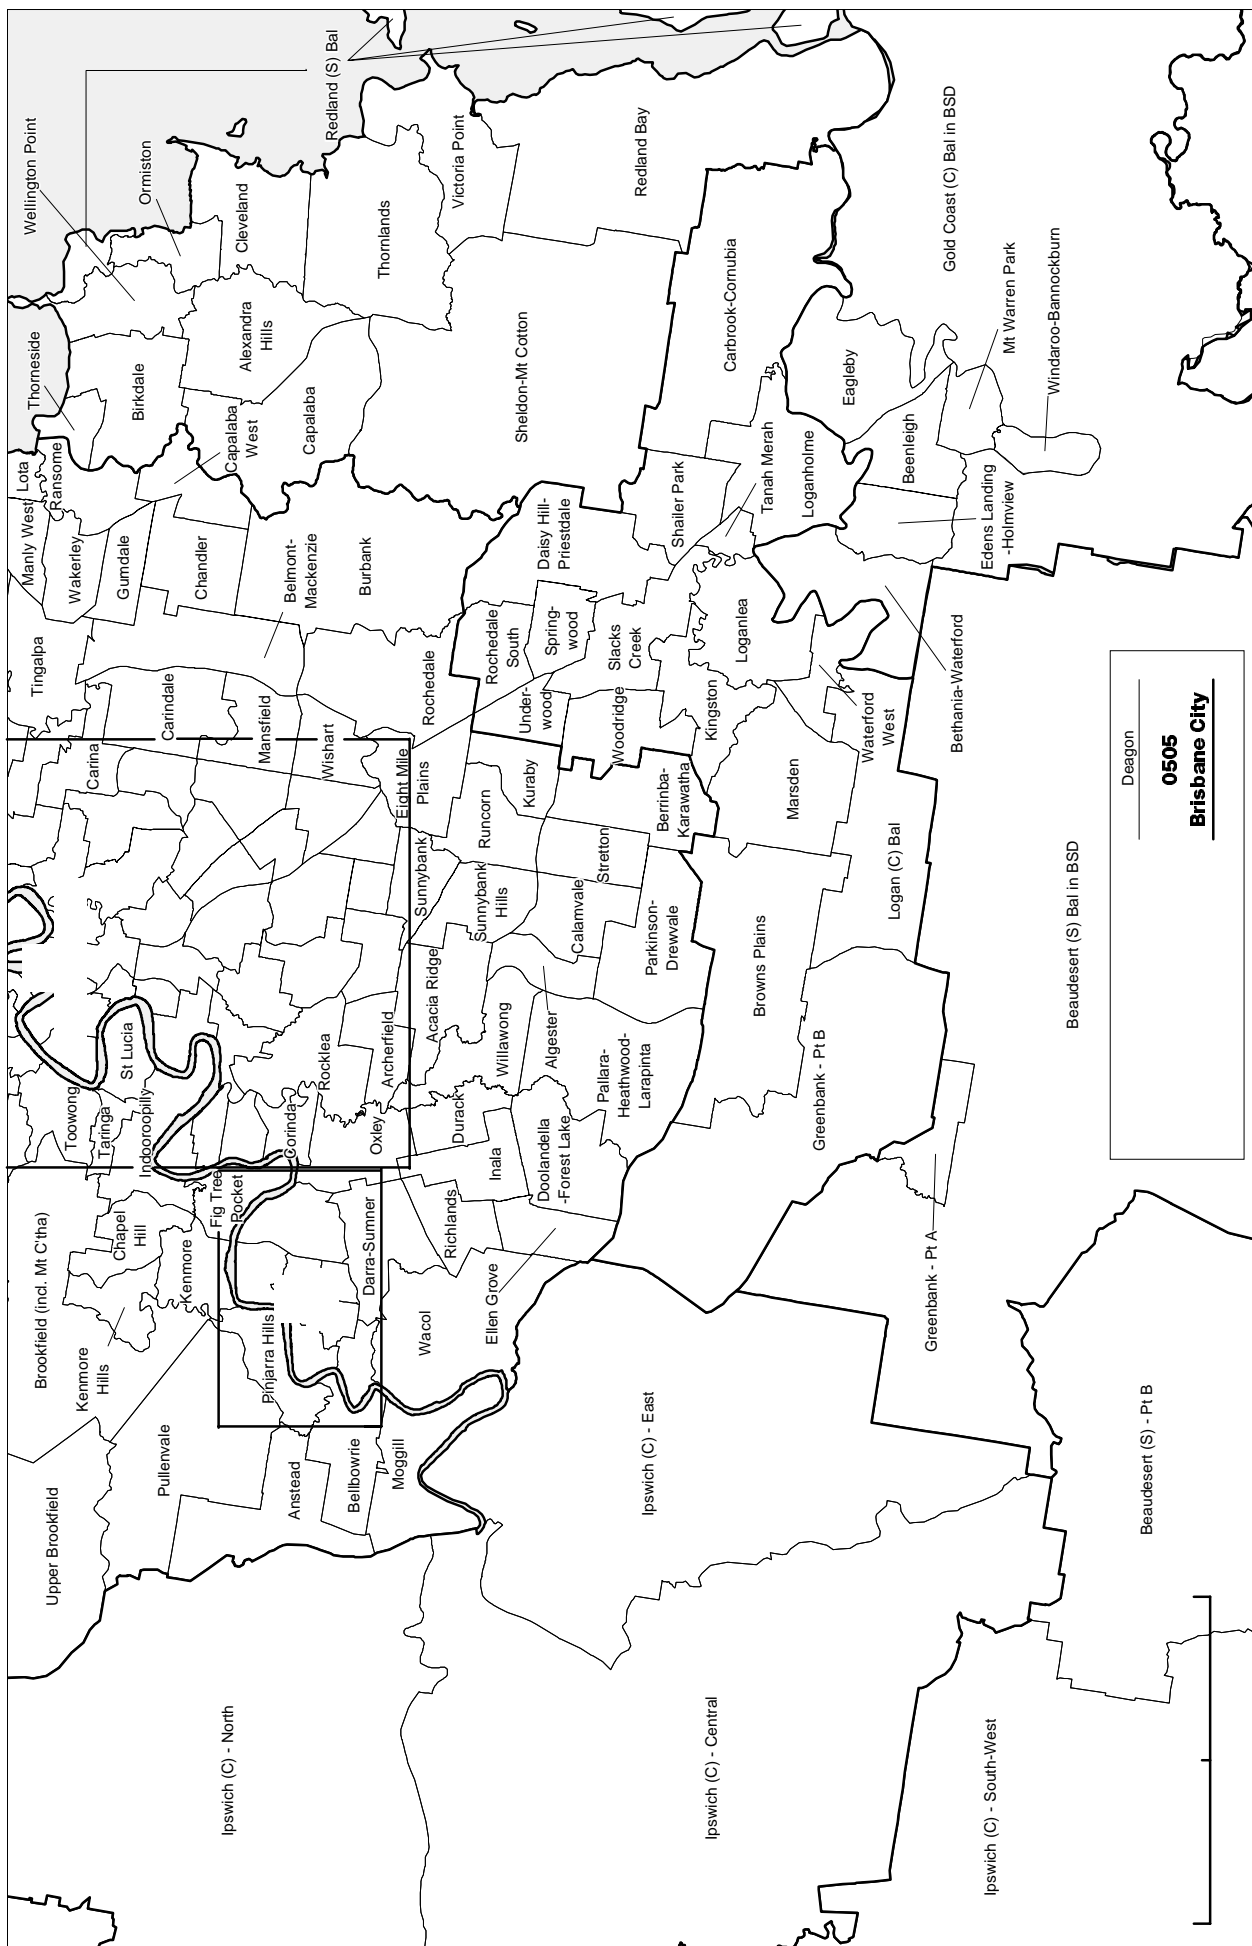 Wellington Point
Ormiston
Redland (S) Bal
Thorneside
Cleveland
Victoria Point
Redland Bay
Thornlands
Gold Coast (C) Bal in BSD
Alexandra
Hills
Birkdale
Mt Warren Park
Windaroo-Bannockburn
Carbrook-Cornubia
Sheldon-Mt Cotton
Eagleby
Capalaba
Capalaba
West
Lota
Ransome
Manly West
Beenleigh
Tanah Merah
Loganholme
Shailer Park
Edens Landing
-Holmview
Wakerley
Gumdale
Chandler
Belmont-
Mackenzie
Burbank
Daisy Hill-
Priestdale
Tingalpa
Rochedale
South
Spring-
wood
Slacks
Creek
Loganlea
Carindale
Mansfield
Wishart
Rochedale
Under-
wood
Woodridge
Kingston
Waterford
West
Bethania-Waterford
Carina
Eight Mile
Plains
Kuraby
Runcorn
Berrinba-
Karawatha
Marsden
Deagon
0505
Brisbane City
Sunnybank
Sunnybank
Hills
Stretton
Calamvale
Logan (C) Bal
Parkinson-
Drewvale
Browns Plains
Beaudesert (S) Bal in BSD
St Lucia
Rocklea
Archerfield
Acacia Ridge
Willawong
Algester
Pallara-
Heathwood-
Larapinta
Greenbank - Pt B
Toowong
Taringa
Indooroopilly
Corinda
Oxley
Durack
Inala
Doolandella
-Forest Lake
Fig Tree
Pocket
Chapel
Hill
Kenmore
Darra-Sumner
Richlands
Brookfield (incl. Mt C'tha)
Kenmore
Hills
Pinjarra Hills
Wacol
Ellen Grove
Greenbank - Pt A
Upper Brookfield
Pullenvale
Anstead
Bellbowrie
Moggill
Ipswich (C) - East
Beaudesert (S) - Pt B
Ipswich (C) - North
Ipswich (C) - Central
Ipswich (C) - South-West